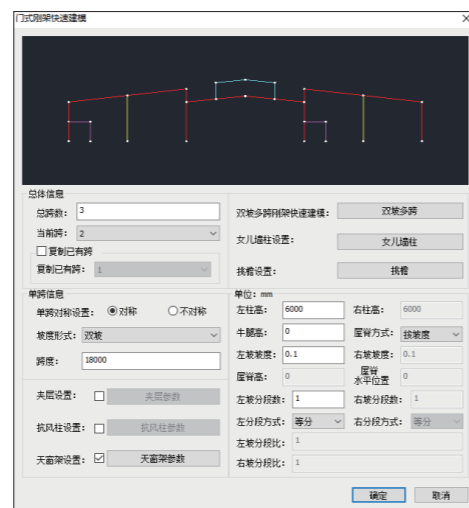 门式刚架快速建模
总体信息
总跨数: 3
当前跨: 2
复制已有跨
复制已有跨: 1
双坡多跨刚架快速建模: 双坡多跨
女儿墙柱设置: 女儿墙柱
挑檐设置: 挑檐
单跨信息
单跨对称设置: 对称 不对称
坡度形式: 双坡
跨度: 18000
夹层设置: 夹层参数
抗风柱设置: 抗风柱参数
天窗架设置: 天窗架参数
单位: mm
左柱高: 6000 右柱高: 6000
牛腿高: 0 屋脊方式: 按坡度
左坡坡度: 0.1 右坡坡度: 0.1
屋脊高: 0 屋脊水平位置 0
左坡分段数: 1 右坡分段数: 1
左分段方式: 等分 右分段方式: 等分
左坡分段比: 1
右坡分段比: 1
确定 取消